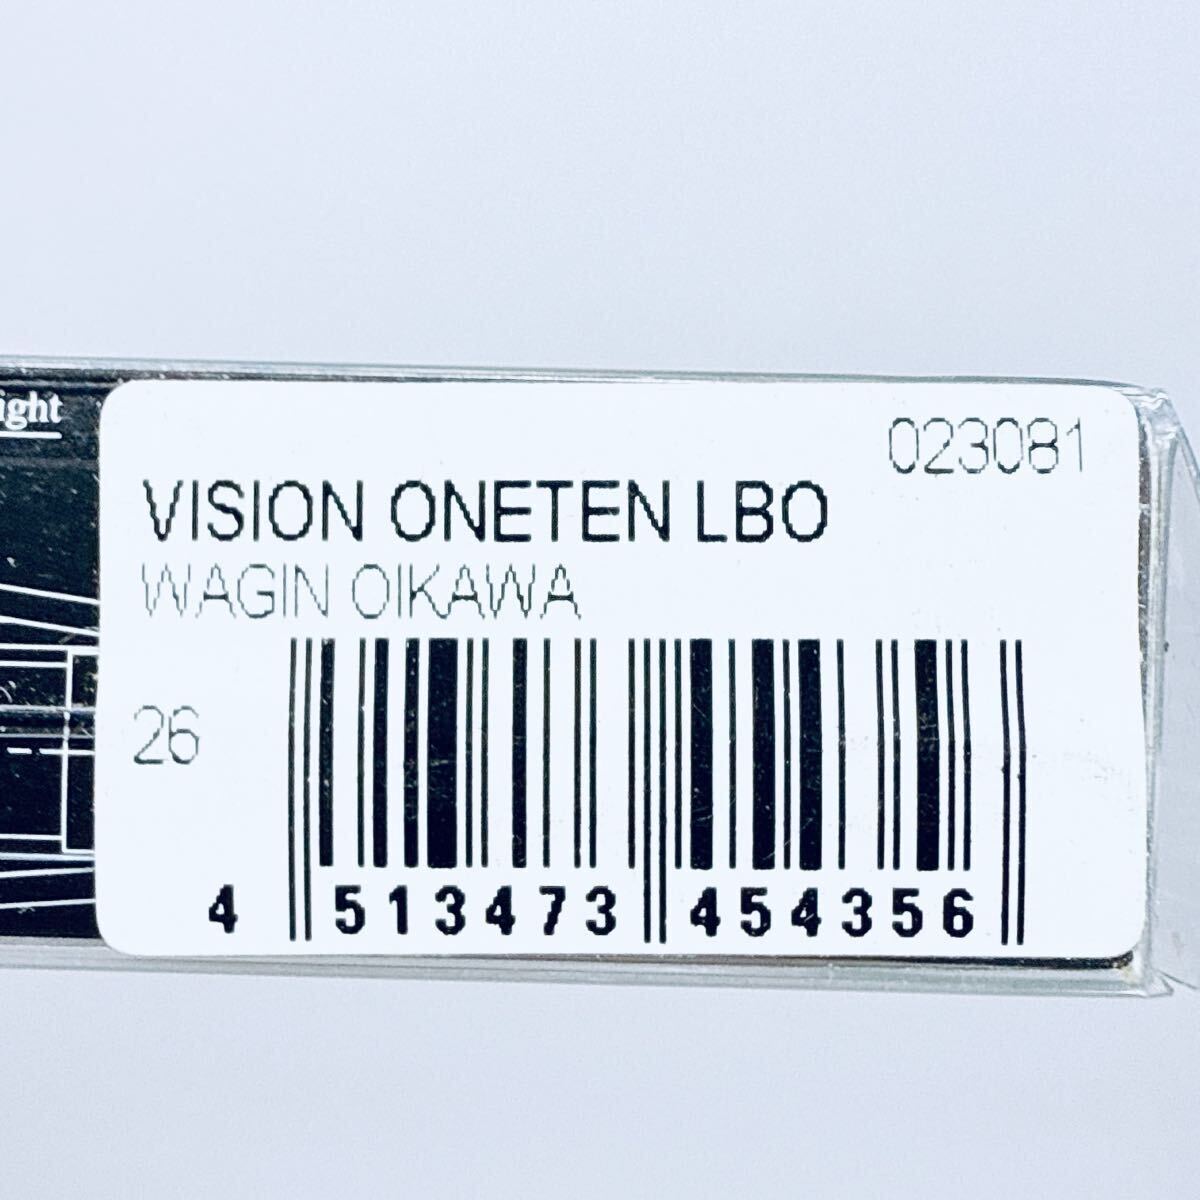 ight
023081
VISION ONETEN LBO
WAGIN OIKAWA
26
4 513473 454356